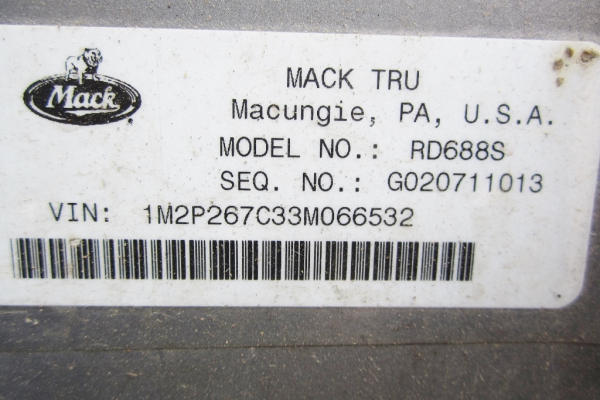 Mack
MACK TRU
Macungie, PA, U.S.A.
MODEL NO.: RD688S
SEQ. NO.: G020711013
VIN: 1M2P267C33M066532